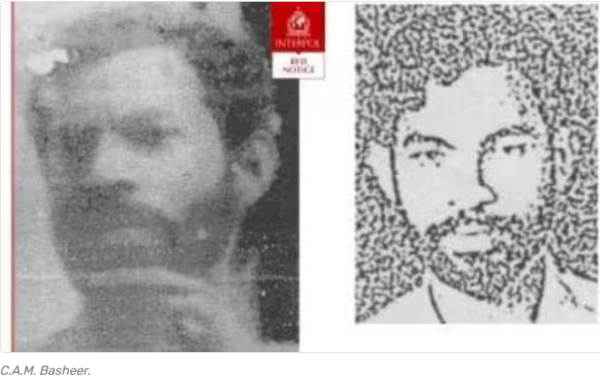 INTERPOL
RED
NOTICE
C.A.M. Basheer.